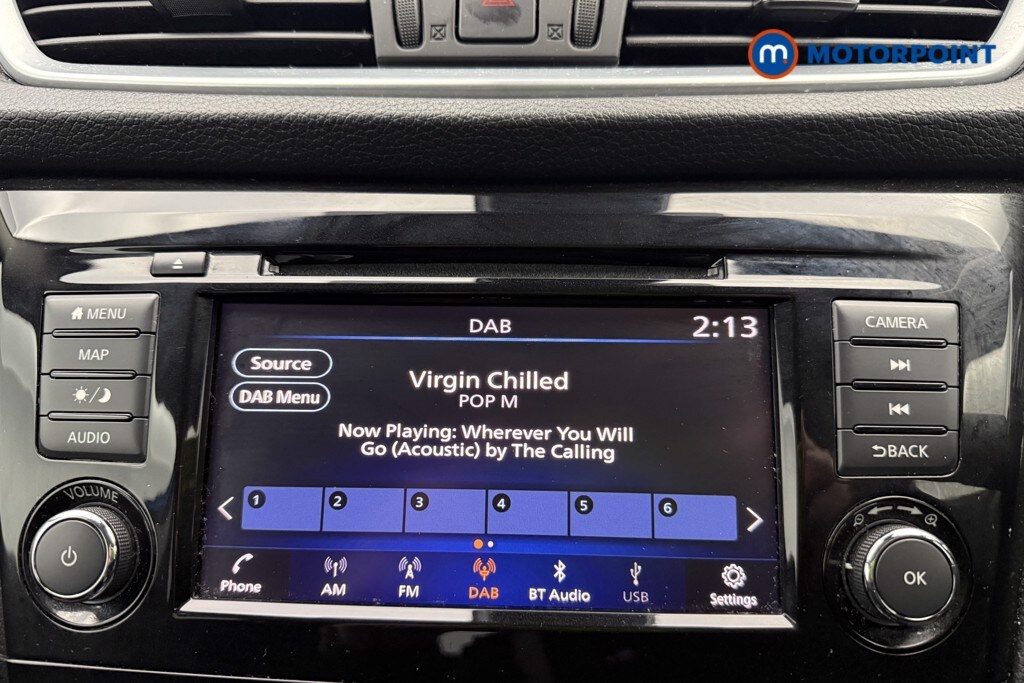 m MOTORPOINT
DAB
2:13
Source
DAB Menu
Virgin Chilled
POP M
Now Playing: Wherever You Will
Go (Acoustic) by The Calling
1 2 3 4 5 6
Phone
AM
FM
DAB
BT Audio
USB
Settings
MENU
MAP
AUDIO
VOLUME
CAMERA
BACK
OK